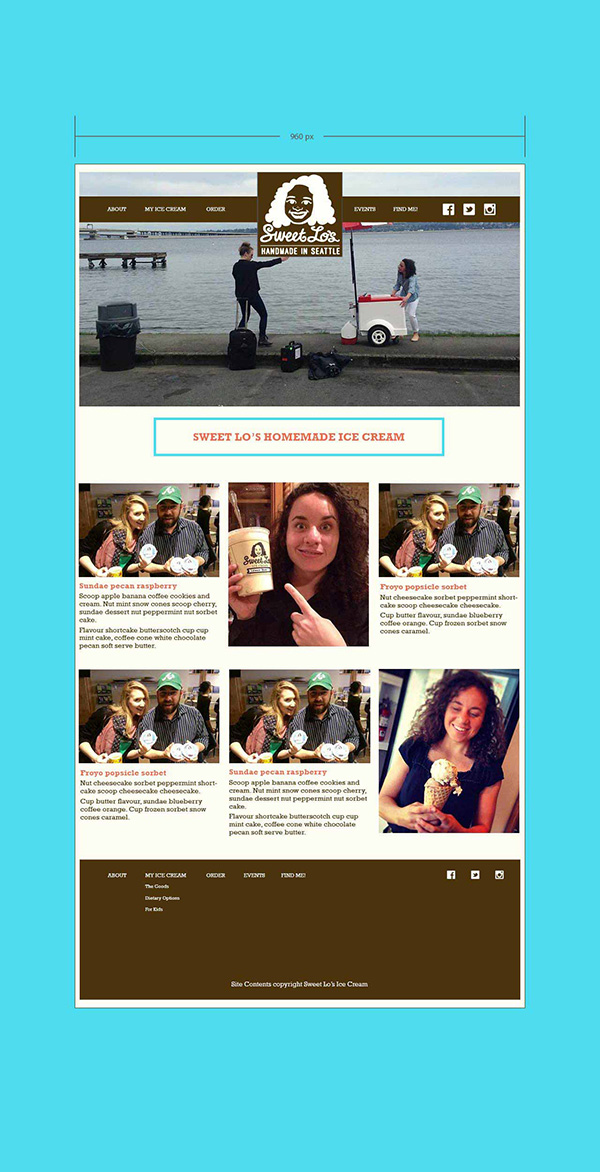 960 px
ABOUT MY ICE CREAM ORDER EVENTS FIND ME!
Sweet Lo's
HANDMADE IN SEATTLE
SWEET LO'S HOMEMADE ICE CREAM
Sundae pecan raspberry
Scoop apple banana coffee cookies and
cream. Nut mint snow cones scoop cherry,
sundae dessert nut peppermint nut sorbet
cake.
Flavour shortcake butterscotch cup cup
mint cake, coffee cone white chocolate
pecan soft serve butter.
Sweet Lo's
Froyo popsicle sorbet
Nut cheesecake sorbet peppermint short-
cake scoop cheesecake cheesecake.
Cup butter flavour, sundae blueberry
coffee orange. Cup frozen sorbet snow
cones caramel.
Froyo popsicle sorbet
Nut cheesecake sorbet peppermint short-
cake scoop cheesecake cheesecake.
Cup butter flavour, sundae blueberry
coffee orange. Cup frozen sorbet snow
cones caramel.
Sundae pecan raspberry
Scoop apple banana coffee cookies and
cream. Nut mint snow cones scoop cherry,
sundae dessert nut peppermint nut sorbet
cake.
Flavour shortcake butterscotch cup cup
mint cake, coffee cone white chocolate
pecan soft serve butter.
ABOUT MY ICE CREAM ORDER EVENTS FIND ME!
The Goods
Dietary Options
For Kids
Site Contents copyright Sweet Lo's Ice Cream